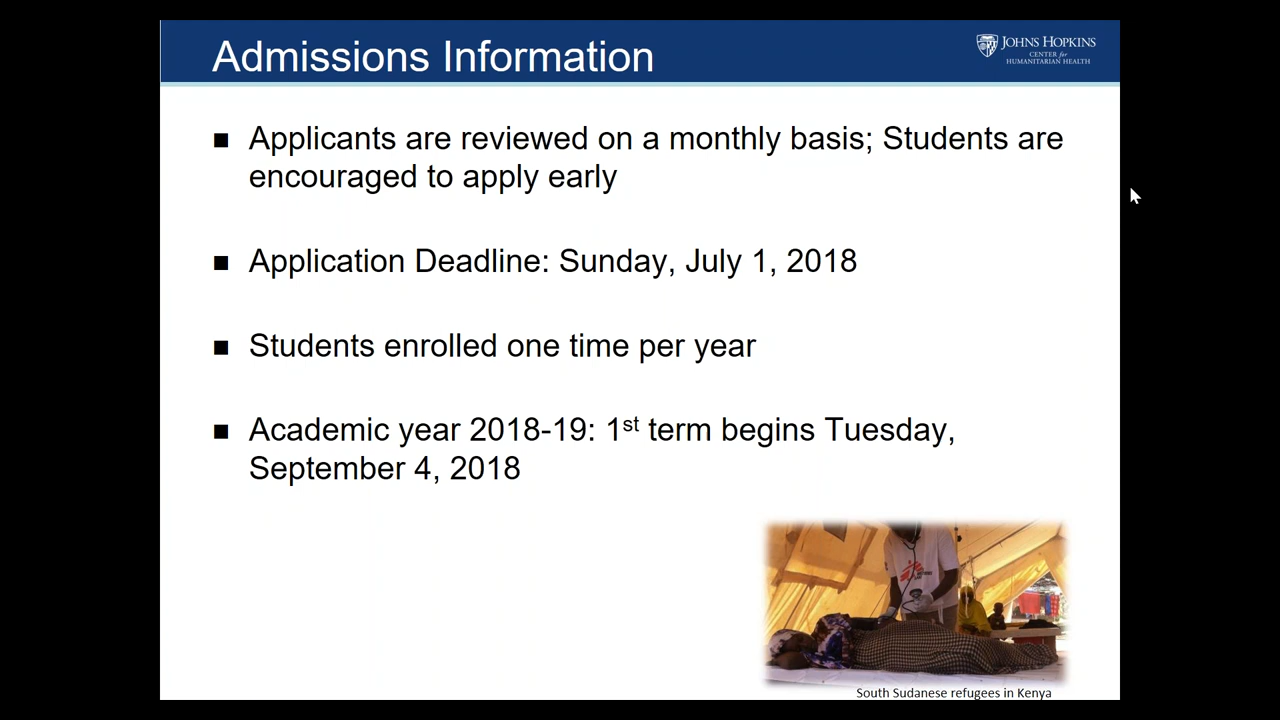 Admissions Information
JOHNS HOPKINS
CENTER for
HUMANITARIAN HEALTH
■ Applicants are reviewed on a monthly basis; Students are
encouraged to apply early
■ Application Deadline: Sunday, July 1, 2018
■ Students enrolled one time per year
■ Academic year 2018-19: 1st term begins Tuesday,
September 4, 2018
South Sudanese refugees in Kenya